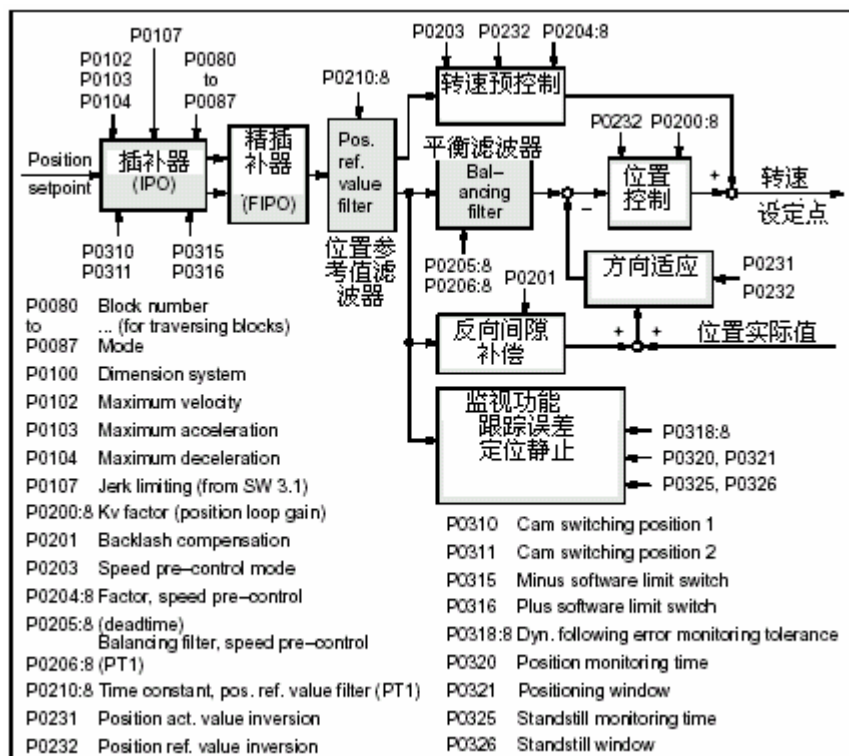 P0107
P0102
P0103
P0104
P0080
to
P0087
P0210:8
P0203
P0232
P0204:8
转速预控制
Position
setpoint
插补器
(IPO)
精插
补器
(FIPO)
Pos.
ref.
value
filter
位置参
考值滤
波器
平衡滤波器
Bal–
ancing
filter
P0232
P0200:8
位置
控制
+
–
转速
设定点
P0310
P0311
P0315
P0316
P0205:8
P0206:8
P0201
方向适应
P0231
P0232
反向间隙
补偿
+
+
位置实际值
监视功能
跟踪误差
定位静止
P0318:8
P0320, P0321
P0325, P0326
P0080 Block number
to ... (for traversing blocks)
P0087 Mode
P0100 Dimension system
P0102 Maximum velocity
P0103 Maximum acceleration
P0104 Maximum deceleration
P0107 Jerk limiting (from SW 3.1)
P0200:8 Kv factor (position loop gain)
P0201 Backlash compensation
P0203 Speed pre–control mode
P0204:8 Factor, speed pre–control
P0205:8 (deadtime)
Balancing filter, speed pre–control
P0206:8 (PT1)
P0210:8 Time constant, pos. ref. value filter (PT1)
P0231 Position act. value inversion
P0232 Position ref. value inversion
P0310 Cam switching position 1
P0311 Cam switching position 2
P0315 Minus software limit switch
P0316 Plus software limit switch
P0318:8 Dyn. following error monitoring tolerance
P0320 Position monitoring time
P0321 Positioning window
P0325 Standstill monitoring time
P0326 Standstill window